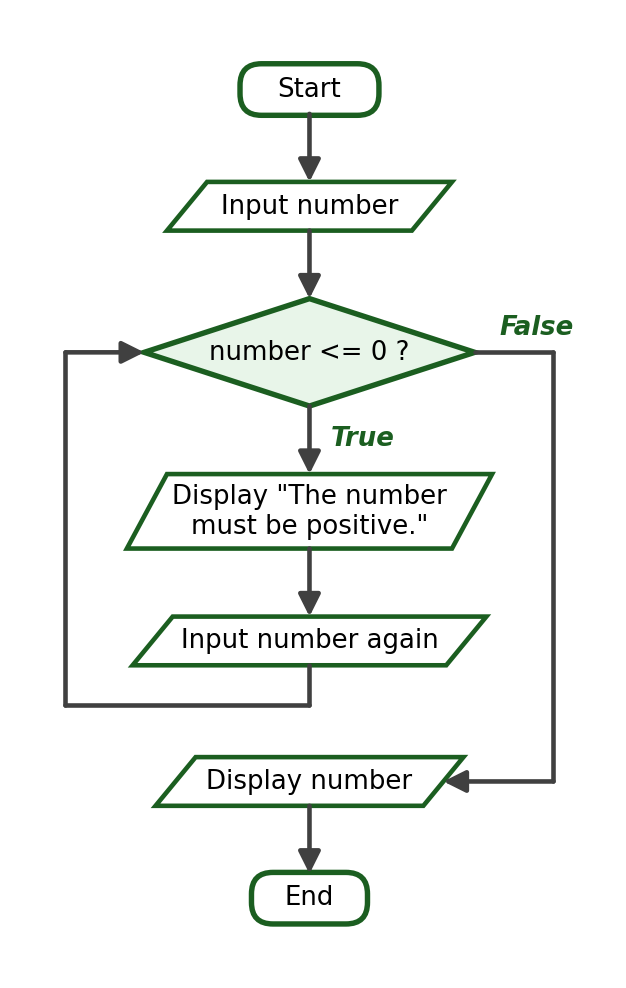 Start
Input number
number <= 0 ?
False
True
Display "The number
must be positive."
Input number again
Display number
End